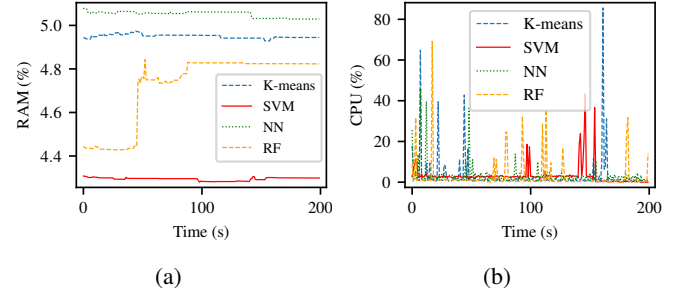 5.0
4.8
4.6
4.4
RAM (%)
K-means
SVM
NN
RF
0
100
200
Time (s)
(a)
80
60
40
20
0
CPU (%)
K-means
SVM
NN
RF
0
100
200
Time (s)
(b)